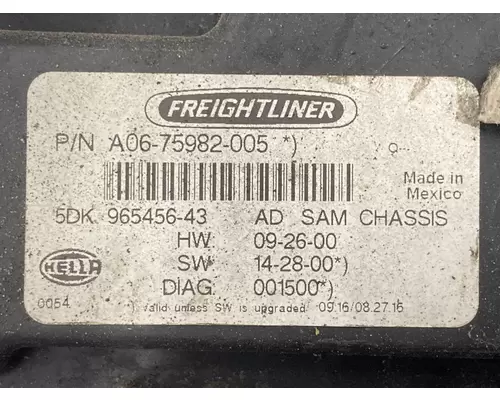 FREIGHTLINER
P/N A06-75982-005 *)
Made in
Mexico
5DK 965456-43 AD SAM CHASSIS
HW: 09-26-00
SW: 14-28-00*)
HELLA
DIAG: 001500*)
0054
valid unless SW is upgraded 09.16/08.27.16